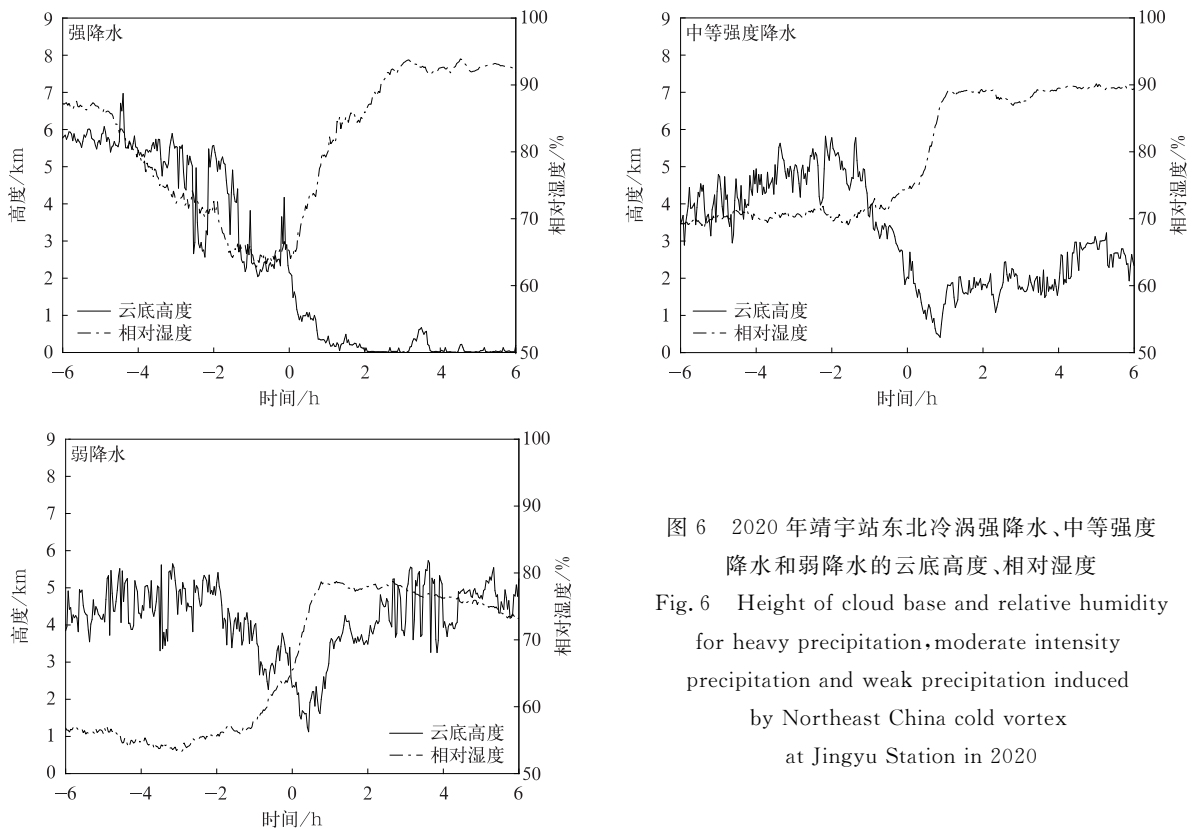 强降水
9
8
7
6
5
4
3
2
1
0
高度/km
100
90
80
70
60
50
相对湿度/%
云底高度
相对湿度
−6
−4
−2
0
2
4
6
时间/h
中等强度降水
9
8
7
6
5
4
3
2
1
0
高度/km
100
90
80
70
60
50
相对湿度/%
云底高度
相对湿度
−6
−4
−2
0
2
4
6
时间/h
弱降水
9
8
7
6
5
4
3
2
1
0
高度/km
100
90
80
70
60
50
相对湿度/%
云底高度
相对湿度
−6
−4
−2
0
2
4
6
时间/h
图 6 2020 年靖宇站东北冷涡强降水、中等强度
降水和弱降水的云底高度、相对湿度
Fig. 6 Height of cloud base and relative humidity
for heavy precipitation, moderate intensity
precipitation and weak precipitation induced
by Northeast China cold vortex
at Jingyu Station in 2020